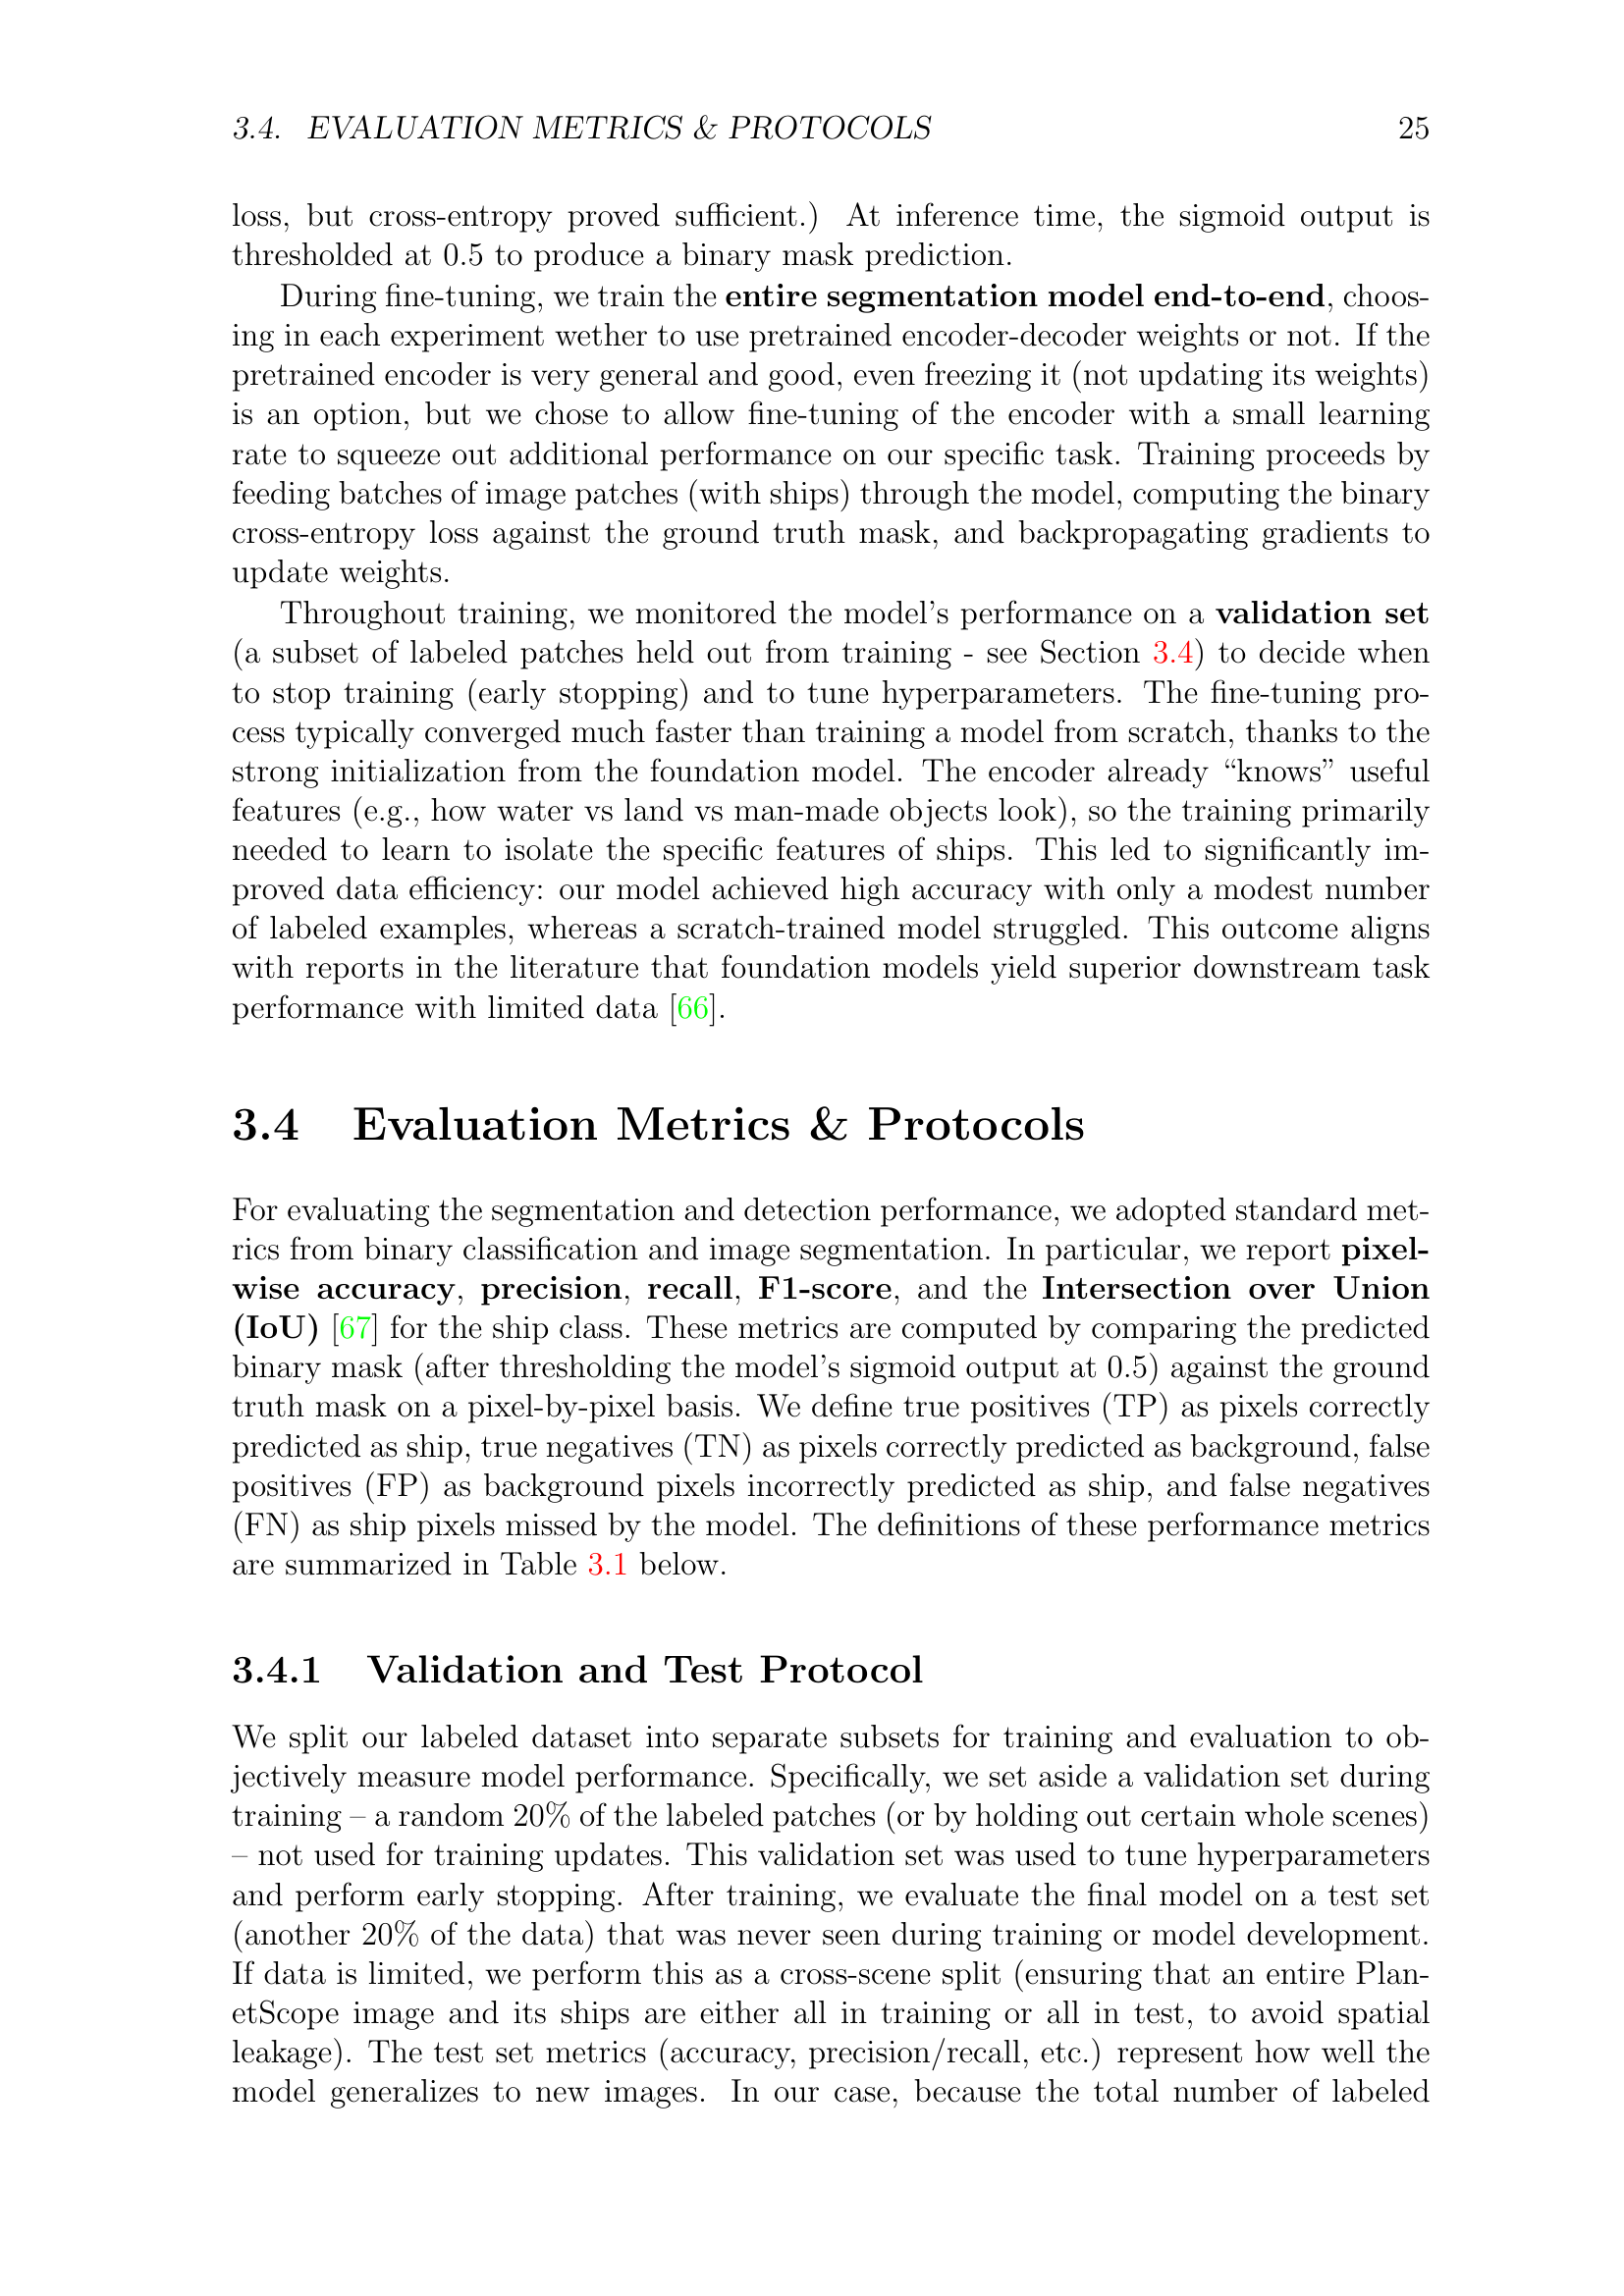 3.4. EVALUATION METRICS & PROTOCOLS 25
loss, but cross-entropy proved sufficient.) At inference time, the sigmoid output is
thresholded at 0.5 to produce a binary mask prediction.
During fine-tuning, we train the entire segmentation model end-to-end, choos-
ing in each experiment wether to use pretrained encoder-decoder weights or not. If the
pretrained encoder is very general and good, even freezing it (not updating its weights)
is an option, but we chose to allow fine-tuning of the encoder with a small learning
rate to squeeze out additional performance on our specific task. Training proceeds by
feeding batches of image patches (with ships) through the model, computing the binary
cross-entropy loss against the ground truth mask, and backpropagating gradients to
update weights.
Throughout training, we monitored the model’s performance on a validation set
(a subset of labeled patches held out from training - see Section 3.4) to decide when
to stop training (early stopping) and to tune hyperparameters. The fine-tuning pro-
cess typically converged much faster than training a model from scratch, thanks to the
strong initialization from the foundation model. The encoder already “knows” useful
features (e.g., how water vs land vs man-made objects look), so the training primarily
needed to learn to isolate the specific features of ships. This led to significantly im-
proved data efficiency: our model achieved high accuracy with only a modest number
of labeled examples, whereas a scratch-trained model struggled. This outcome aligns
with reports in the literature that foundation models yield superior downstream task
performance with limited data [66].
3.4 Evaluation Metrics & Protocols
For evaluating the segmentation and detection performance, we adopted standard met-
rics from binary classification and image segmentation. In particular, we report pixel-
wise accuracy, precision, recall, F1-score, and the Intersection over Union
(IoU) [67] for the ship class. These metrics are computed by comparing the predicted
binary mask (after thresholding the model’s sigmoid output at 0.5) against the ground
truth mask on a pixel-by-pixel basis. We define true positives (TP) as pixels correctly
predicted as ship, true negatives (TN) as pixels correctly predicted as background, false
positives (FP) as background pixels incorrectly predicted as ship, and false negatives
(FN) as ship pixels missed by the model. The definitions of these performance metrics
are summarized in Table 3.1 below.
3.4.1 Validation and Test Protocol
We split our labeled dataset into separate subsets for training and evaluation to ob-
jectively measure model performance. Specifically, we set aside a validation set during
training – a random 20% of the labeled patches (or by holding out certain whole scenes)
– not used for training updates. This validation set was used to tune hyperparameters
and perform early stopping. After training, we evaluate the final model on a test set
(another 20% of the data) that was never seen during training or model development.
If data is limited, we perform this as a cross-scene split (ensuring that an entire Plan-
etScope image and its ships are either all in training or all in test, to avoid spatial
leakage). The test set metrics (accuracy, precision/recall, etc.) represent how well the
model generalizes to new images. In our case, because the total number of labeled